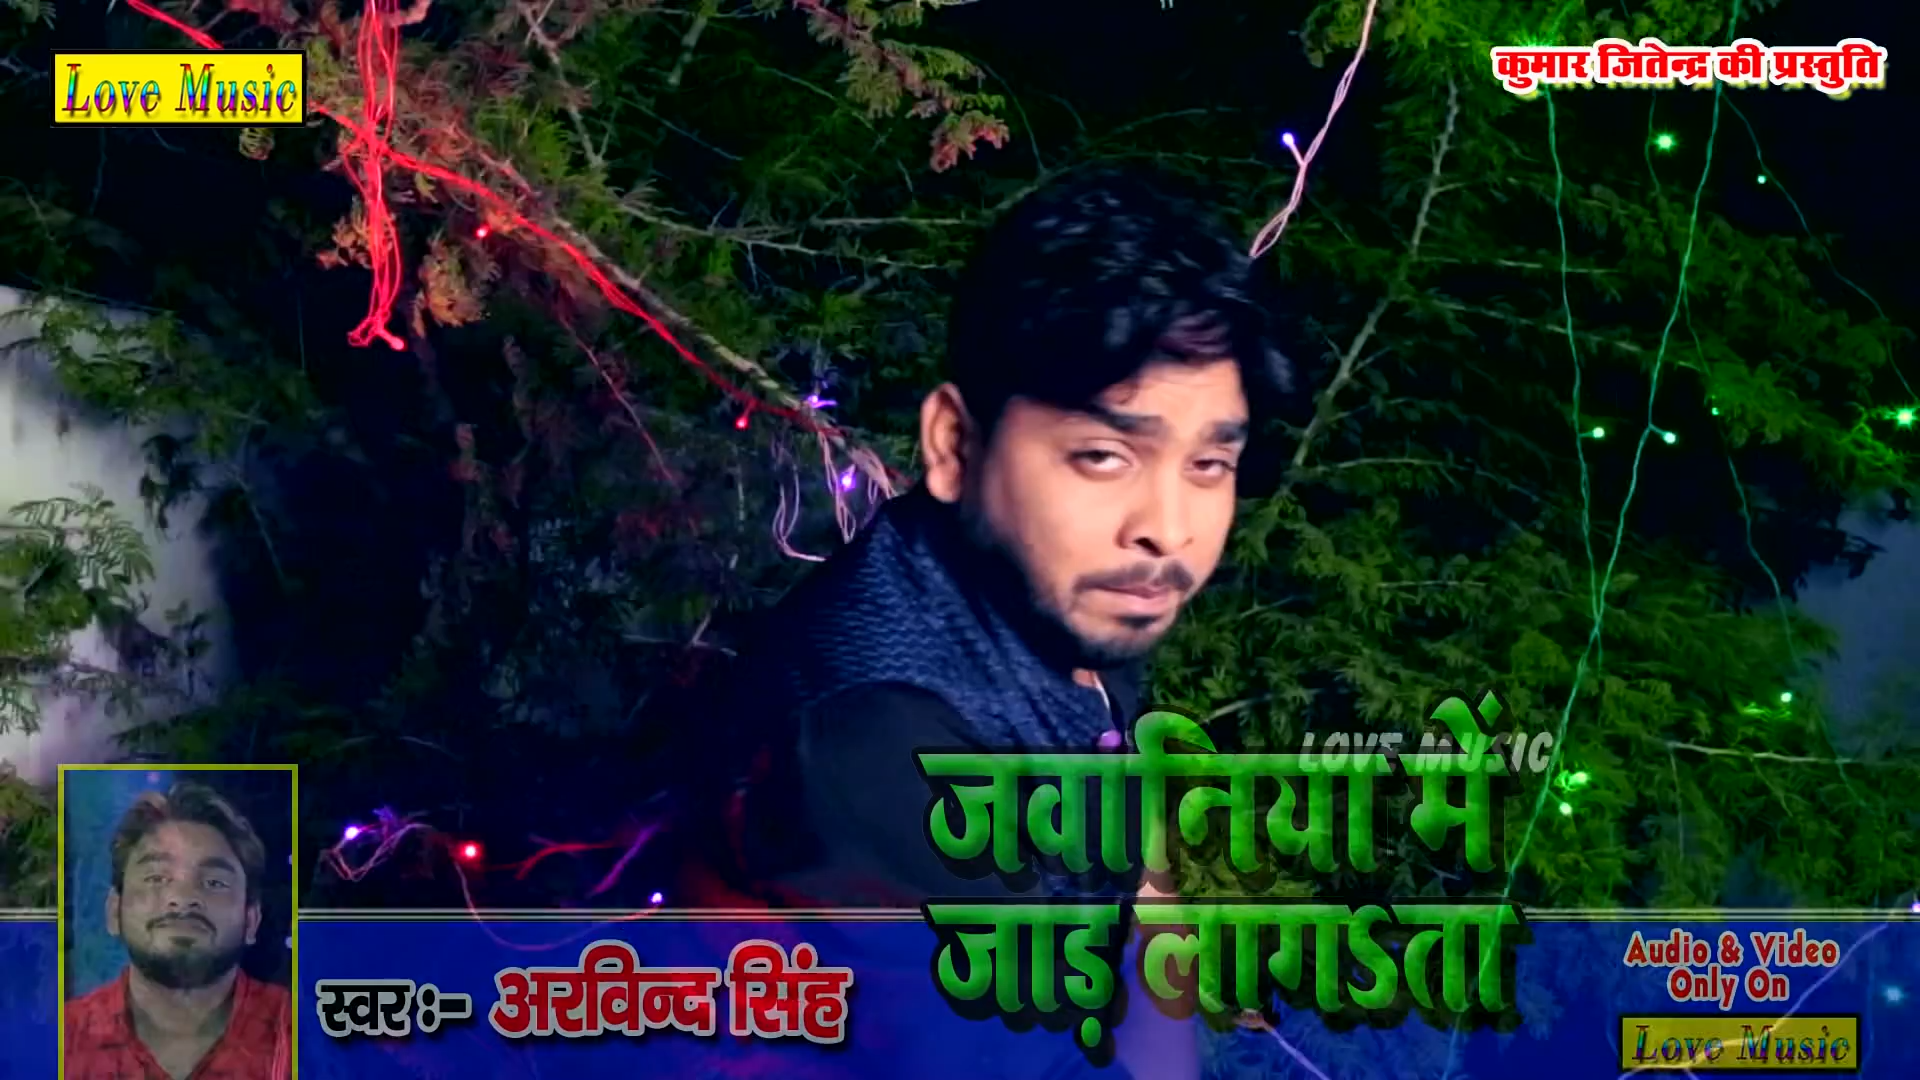 Love Music
कुमार जितेन्द्र की प्रस्तुति
LOVE MUSIC
जवानिया में
जाड़ लागऽता
स्वर :- अरविन्द सिंह
Audio & Video
Only On
Love Music